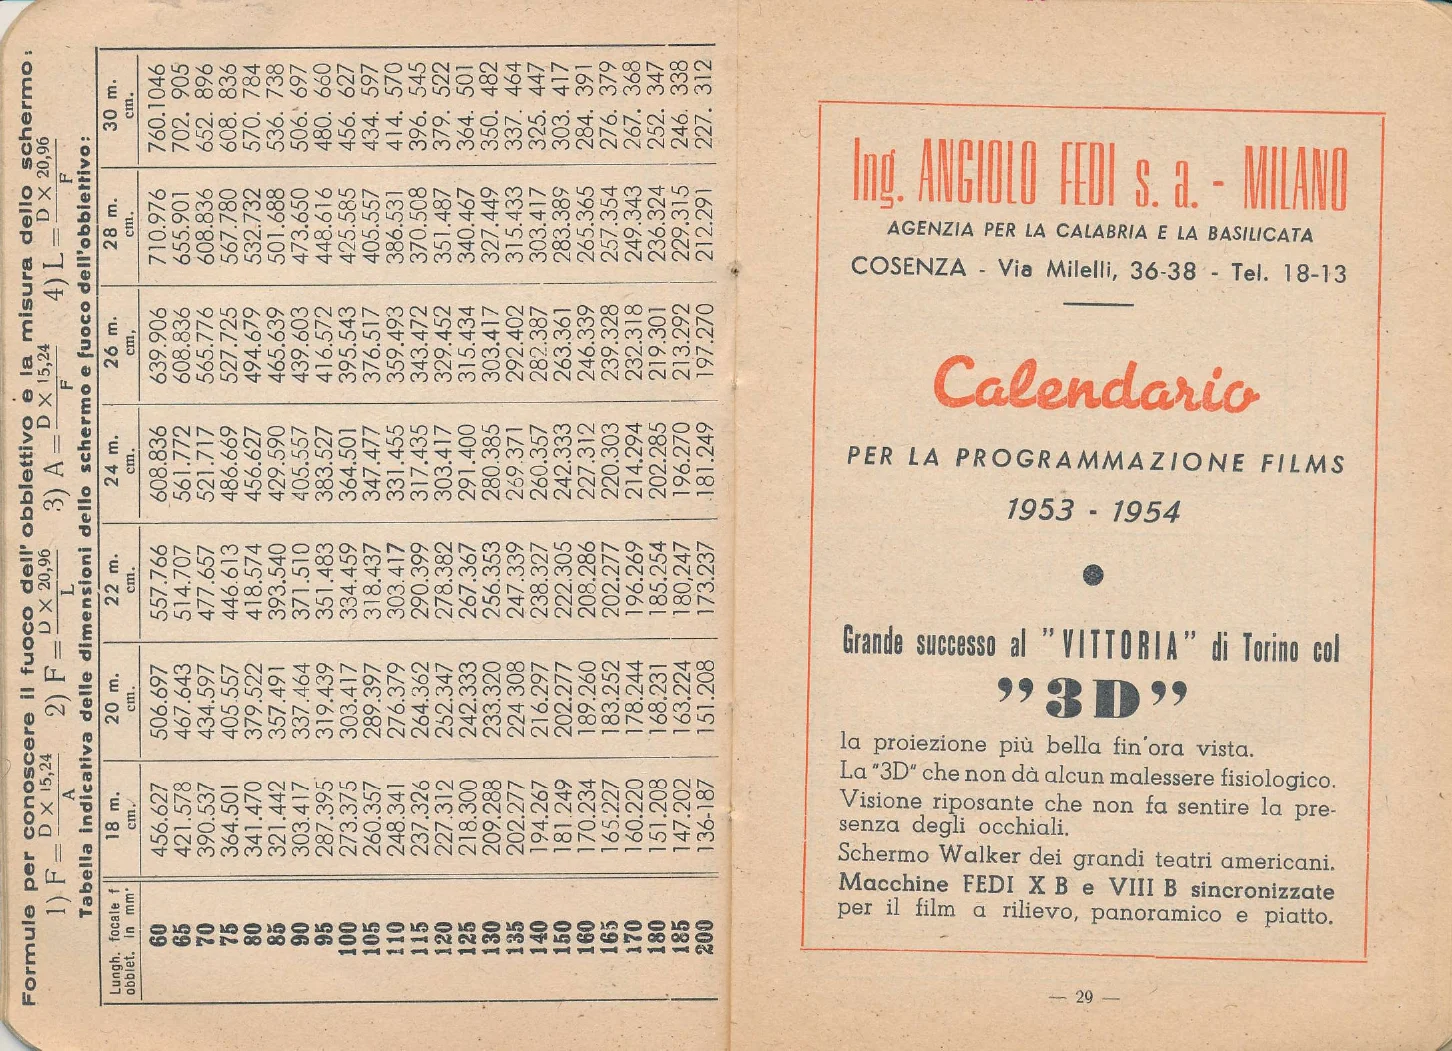 Formule per conoscere il fuoco dell' obbiettivo e la misura dello schermo:
1) F = D × 15,24 / A 2) F = D × 20,96 / L 3) A = D × 15,24 / F 4) L = D × 20,96 / F
Tabella indicativa delle dimensioni dello schermo e fuoco dell'obbiettivo:
Lungh. focale f 18 m. 20 m. 22 m. 24 m. 26 m. 28 m. 30 m.
obblet. in mm. cm. cm. cm. cm. cm. cm. cm.
60 456.627 506.697 557.766 608.836 639.906 710.976 760.1046
65 421.578 467.643 514.707 561.772 608.836 655.901 702. 905
70 390.537 434.597 477.657 521.717 565.776 608.836 652. 896
75 364.501 405.557 446.613 486.669 527.725 567.780 608. 836
80 341.470 379.522 418.574 456.627 494.679 532.732 570. 784
85 321.442 357.491 393.540 429.590 465.639 501.688 536. 738
90 303.417 337.464 371.510 405.557 439.603 473.650 506. 697
95 287.395 319.439 351.483 383.527 416.572 448.616 480. 660
100 273.375 303.417 334.459 364.501 395.543 425.585 456. 627
105 260.357 289.397 318.437 347.477 376.517 405.557 434. 597
110 248.341 276.379 303.417 331.455 359.493 386.531 414. 570
115 237.326 264.362 290.399 317.435 343.472 370.508 396. 545
120 227.312 252.347 278.382 303.417 329.452 351.487 379. 522
125 218.300 242.333 267.367 291.400 315.434 340.467 364. 501
130 209.288 233.320 256.353 280.385 303.417 327.449 350. 482
135 202.277 224 308 247.339 269.371 292.402 315.433 337. 464
140 194.267 216.297 238.327 260.357 282.387 303.417 325. 447
150 181.249 202.277 222.305 242.333 263.361 283.389 303. 417
160 170.234 189.260 208.286 227.312 246.339 265.365 284. 391
165 165.227 183.252 202.277 220.303 239.328 257.354 276. 379
170 160.220 178.244 196.269 214.294 232.318 249.343 267. 368
180 151.208 168.231 185.254 202.285 219.301 236.324 252. 347
185 147.202 163.224 180,247 196.270 213.292 229.315 246. 338
200 136-187 151.208 173.237 181.249 197.270 212.291 227. 312
Ing. ANGIOLO FEDI s. a. - MILANO
AGENZIA PER LA CALABRIA E LA BASILICATA
COSENZA - Via Milelli, 36-38 - Tel. 18-13
Calendario
PER LA PROGRAMMAZIONE FILMS
1953 - 1954
Grande successo al "VITTORIA" di Torino col
"3D"
la proiezione più bella fin'ora vista.
La "3D" che non dà alcun malessere fisiologico.
Visione riposante che non fa sentire la pre-
senza degli occhiali.
Schermo Walker dei grandi teatri americani.
Macchine FEDI X B e VIII B sincronizzate
per il film a rilievo, panoramico e piatto.
— 29 —